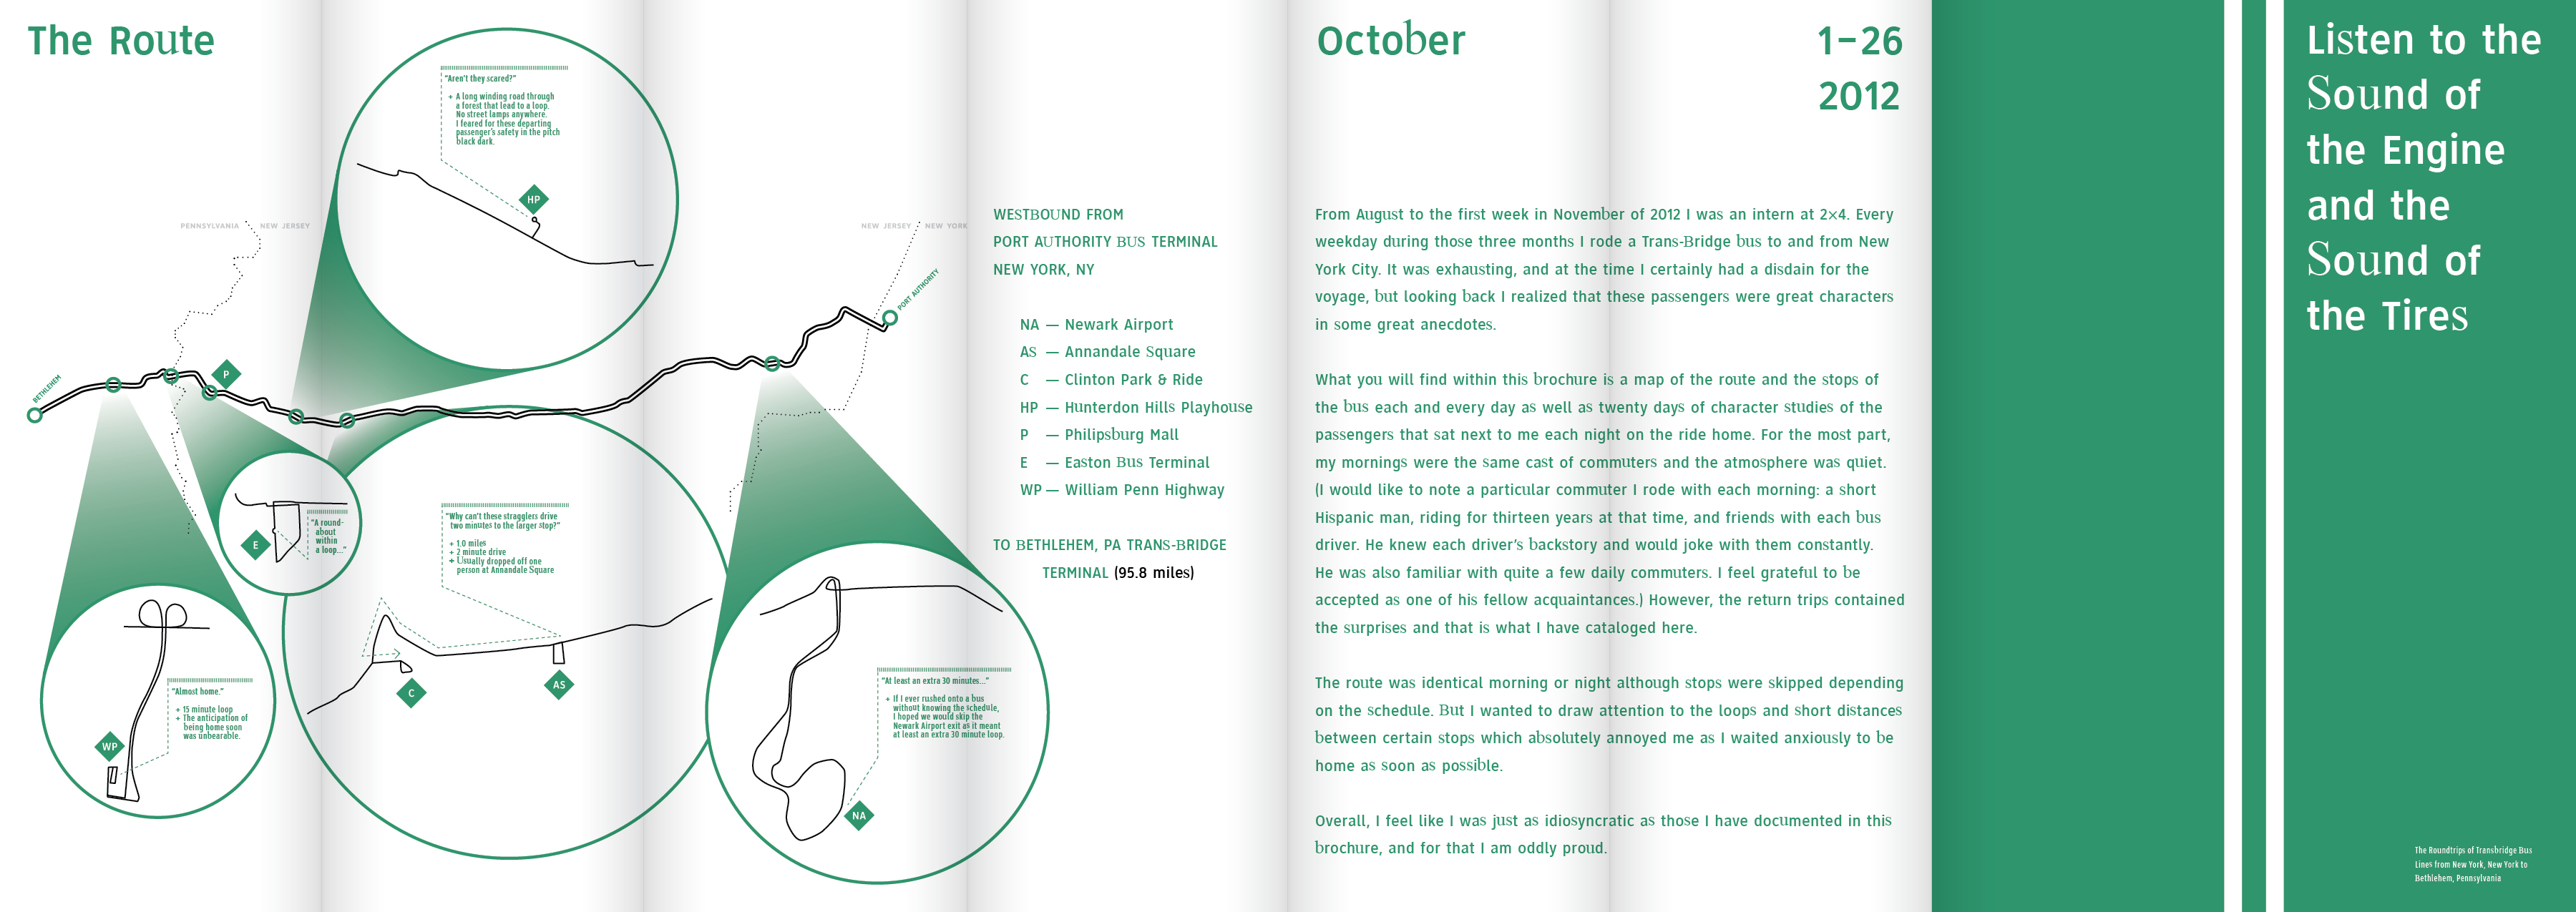 The Route
PENNSYLVANIA
NEW JERSEY
BETHLEHEM
P
"Aren't they scared?"
+ A long winding road through
a forest that lead to a loop.
No street lamps anywhere.
I feared for these departing
passenger's safety in the pitch
black dark.
HP
NEW JERSEY
NEW YORK
PORT AUTHORITY
"A round-
about
within
a loop..."
E
"Why can't these stragglers drive
two minutes to the larger stop?"
+ 1.0 miles
+ 2 minute drive
+ Usually dropped off one
person at Annandale Square
C
AS
"Almost home."
+ 15 minute loop
+ The anticipation of
being home soon
was unbearable.
WP
"At least an extra 30 minutes..."
+ If I ever rushed onto a bus
without knowing the schedule,
I hoped we would skip the
Newark Airport exit as it meant
at least an extra 30 minute loop.
NA
WESTBOUND FROM
PORT AUTHORITY BUS TERMINAL
NEW YORK, NY
NA — Newark Airport
AS — Annandale Square
C — Clinton Park & Ride
HP — Hunterdon Hills Playhouse
P — Philipsburg Mall
E — Easton Bus Terminal
WP — William Penn Highway
TO BETHLEHEM, PA TRANS-BRIDGE
TERMINAL (95.8 miles)
October
1–26
2012
From August to the first week in November of 2012 I was an intern at 2×4. Every
weekday during those three months I rode a Trans-Bridge bus to and from New
York City. It was exhausting, and at the time I certainly had a disdain for the
voyage, but looking back I realized that these passengers were great characters
in some great anecdotes.
What you will find within this brochure is a map of the route and the stops of
the bus each and every day as well as twenty days of character studies of the
passengers that sat next to me each night on the ride home. For the most part,
my mornings were the same cast of commuters and the atmosphere was quiet.
(I would like to note a particular commuter I rode with each morning: a short
Hispanic man, riding for thirteen years at that time, and friends with each bus
driver. He knew each driver's backstory and would joke with them constantly.
He was also familiar with quite a few daily commuters. I feel grateful to be
accepted as one of his fellow acquaintances.) However, the return trips contained
the surprises and that is what I have cataloged here.
The route was identical morning or night although stops were skipped depending
on the schedule. But I wanted to draw attention to the loops and short distances
between certain stops which absolutely annoyed me as I waited anxiously to be
home as soon as possible.
Overall, I feel like I was just as idiosyncratic as those I have documented in this
brochure, and for that I am oddly proud.
Listen to the
Sound of
the Engine
and the
Sound of
the Tires
The Roundtrips of Transbridge Bus
Lines from New York, New York to
Bethlehem, Pennsylvania